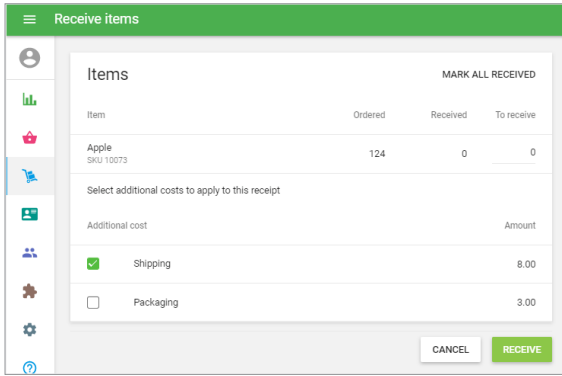 Receive items
Items
MARK ALL RECEIVED
Item Ordered Received To receive
Apple
SKU 10073
124 0 0
Select additional costs to apply to this receipt
Additional cost Amount
Shipping 8.00
Packaging 3.00
CANCEL RECEIVE